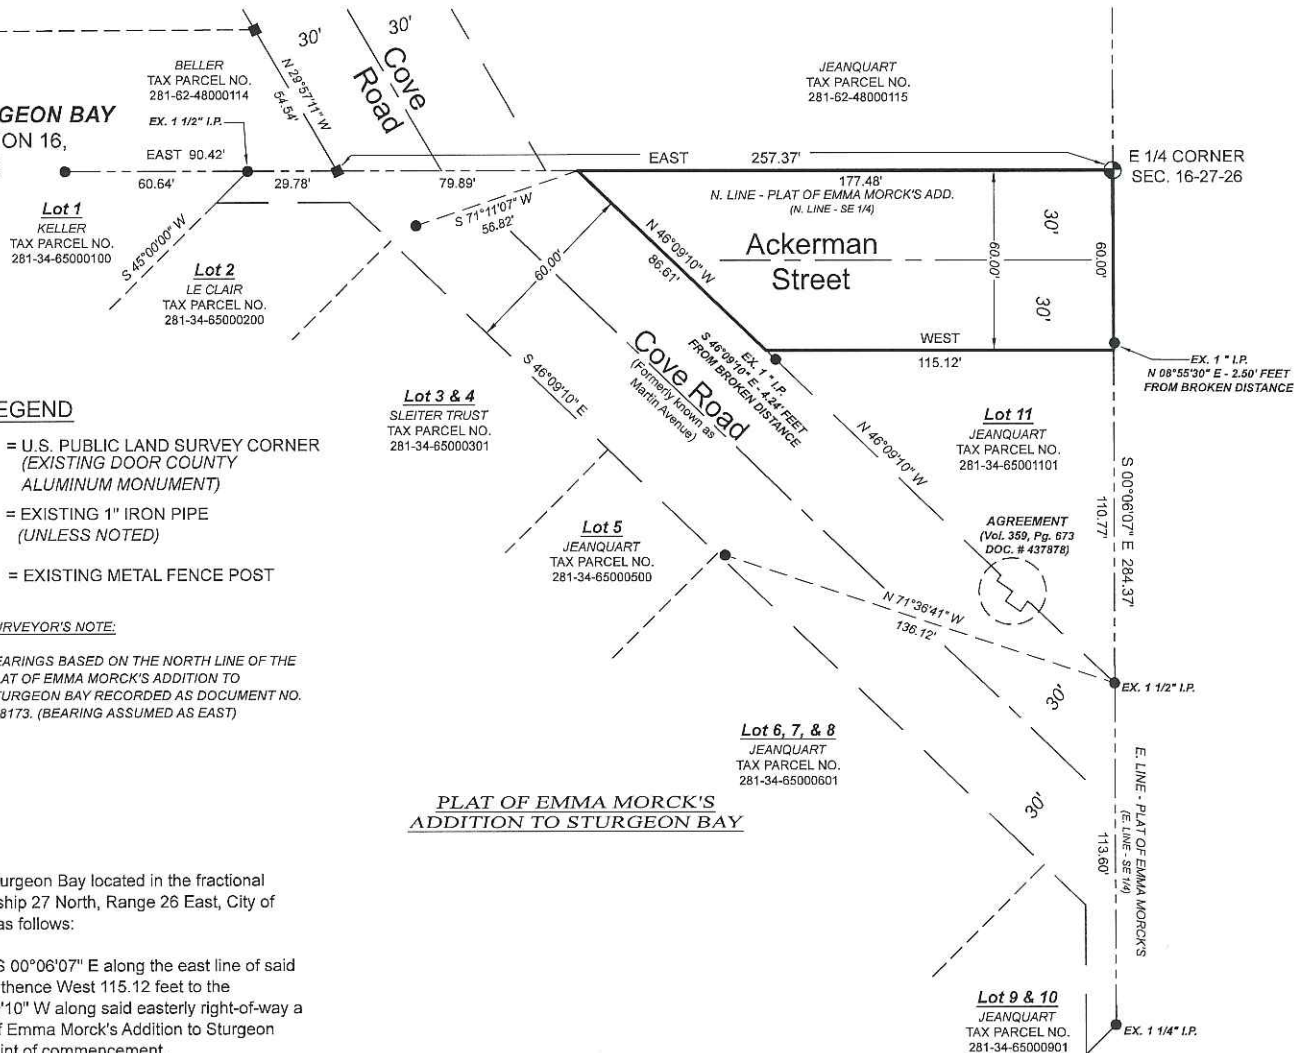 30'
30'
Cove
Road
N 29°57'11" W
54.54'
BELLER
TAX PARCEL NO.
281-62-48000114
JEANQUART
TAX PARCEL NO.
281-62-48000115
GEON BAY
ON 16,
EX. 1 1/2" I.P.
EAST 90.42'
60.64'
29.78'
79.89'
EAST 257.37'
177.48'
N. LINE - PLAT OF EMMA MORCK'S ADD.
(N. LINE - SE 1/4)
E 1/4 CORNER
SEC. 16-27-26
Lot 1
KELLER
TAX PARCEL NO.
281-34-65000100
S 45°00'00" W
Lot 2
LE CLAIR
TAX PARCEL NO.
281-34-65000200
S 71°11'07" W
56.82'
60.00'
N 46°09'10" W
86.61'
Ackerman
Street
60.00'
30'
30'
60.00'
WEST
115.12'
EX. 1 " I.P.
N 08°55'30" E - 2.50' FEET
FROM BROKEN DISTANCE
EX. 1 " I.P.
S 46°09'10" E - 4.24' FEET
FROM BROKEN DISTANCE
Cove Road
(Formerly known as
Martin Avenue)
S 46°09'10" E
Lot 3 & 4
SLEITER TRUST
TAX PARCEL NO.
281-34-65000301
Lot 11
JEANQUART
TAX PARCEL NO.
281-34-65001101
N 46°09'10" W
S 00°06'07" E 284.37'
110.77'
EGEND
= U.S. PUBLIC LAND SURVEY CORNER
(EXISTING DOOR COUNTY
ALUMINUM MONUMENT)
= EXISTING 1" IRON PIPE
(UNLESS NOTED)
= EXISTING METAL FENCE POST
AGREEMENT
(Vol. 359, Pg. 673
DOC. # 437878)
Lot 5
JEANQUART
TAX PARCEL NO.
281-34-65000500
N 71°36'41" W
136.12'
URVEYOR'S NOTE:
EARINGS BASED ON THE NORTH LINE OF THE
LAT OF EMMA MORCK'S ADDITION TO
TURGEON BAY RECORDED AS DOCUMENT NO.
8173. (BEARING ASSUMED AS EAST)
EX. 1 1/2" I.P.
30'
30'
Lot 6, 7, & 8
JEANQUART
TAX PARCEL NO.
281-34-65000601
PLAT OF EMMA MORCK'S
ADDITION TO STURGEON BAY
E. LINE - PLAT OF EMMA MORCK'S
(E. LINE - SE 1/4)
113.60'
urgeon Bay located in the fractional
ship 27 North, Range 26 East, City of
as follows:
S 00°06'07" E along the east line of said
thence West 115.12 feet to the
'10" W along said easterly right-of-way a
f Emma Morck's Addition to Sturgeon
int of commencement.
Lot 9 & 10
JEANQUART
TAX PARCEL NO.
281-34-65000901
EX. 1 1/4" I.P.